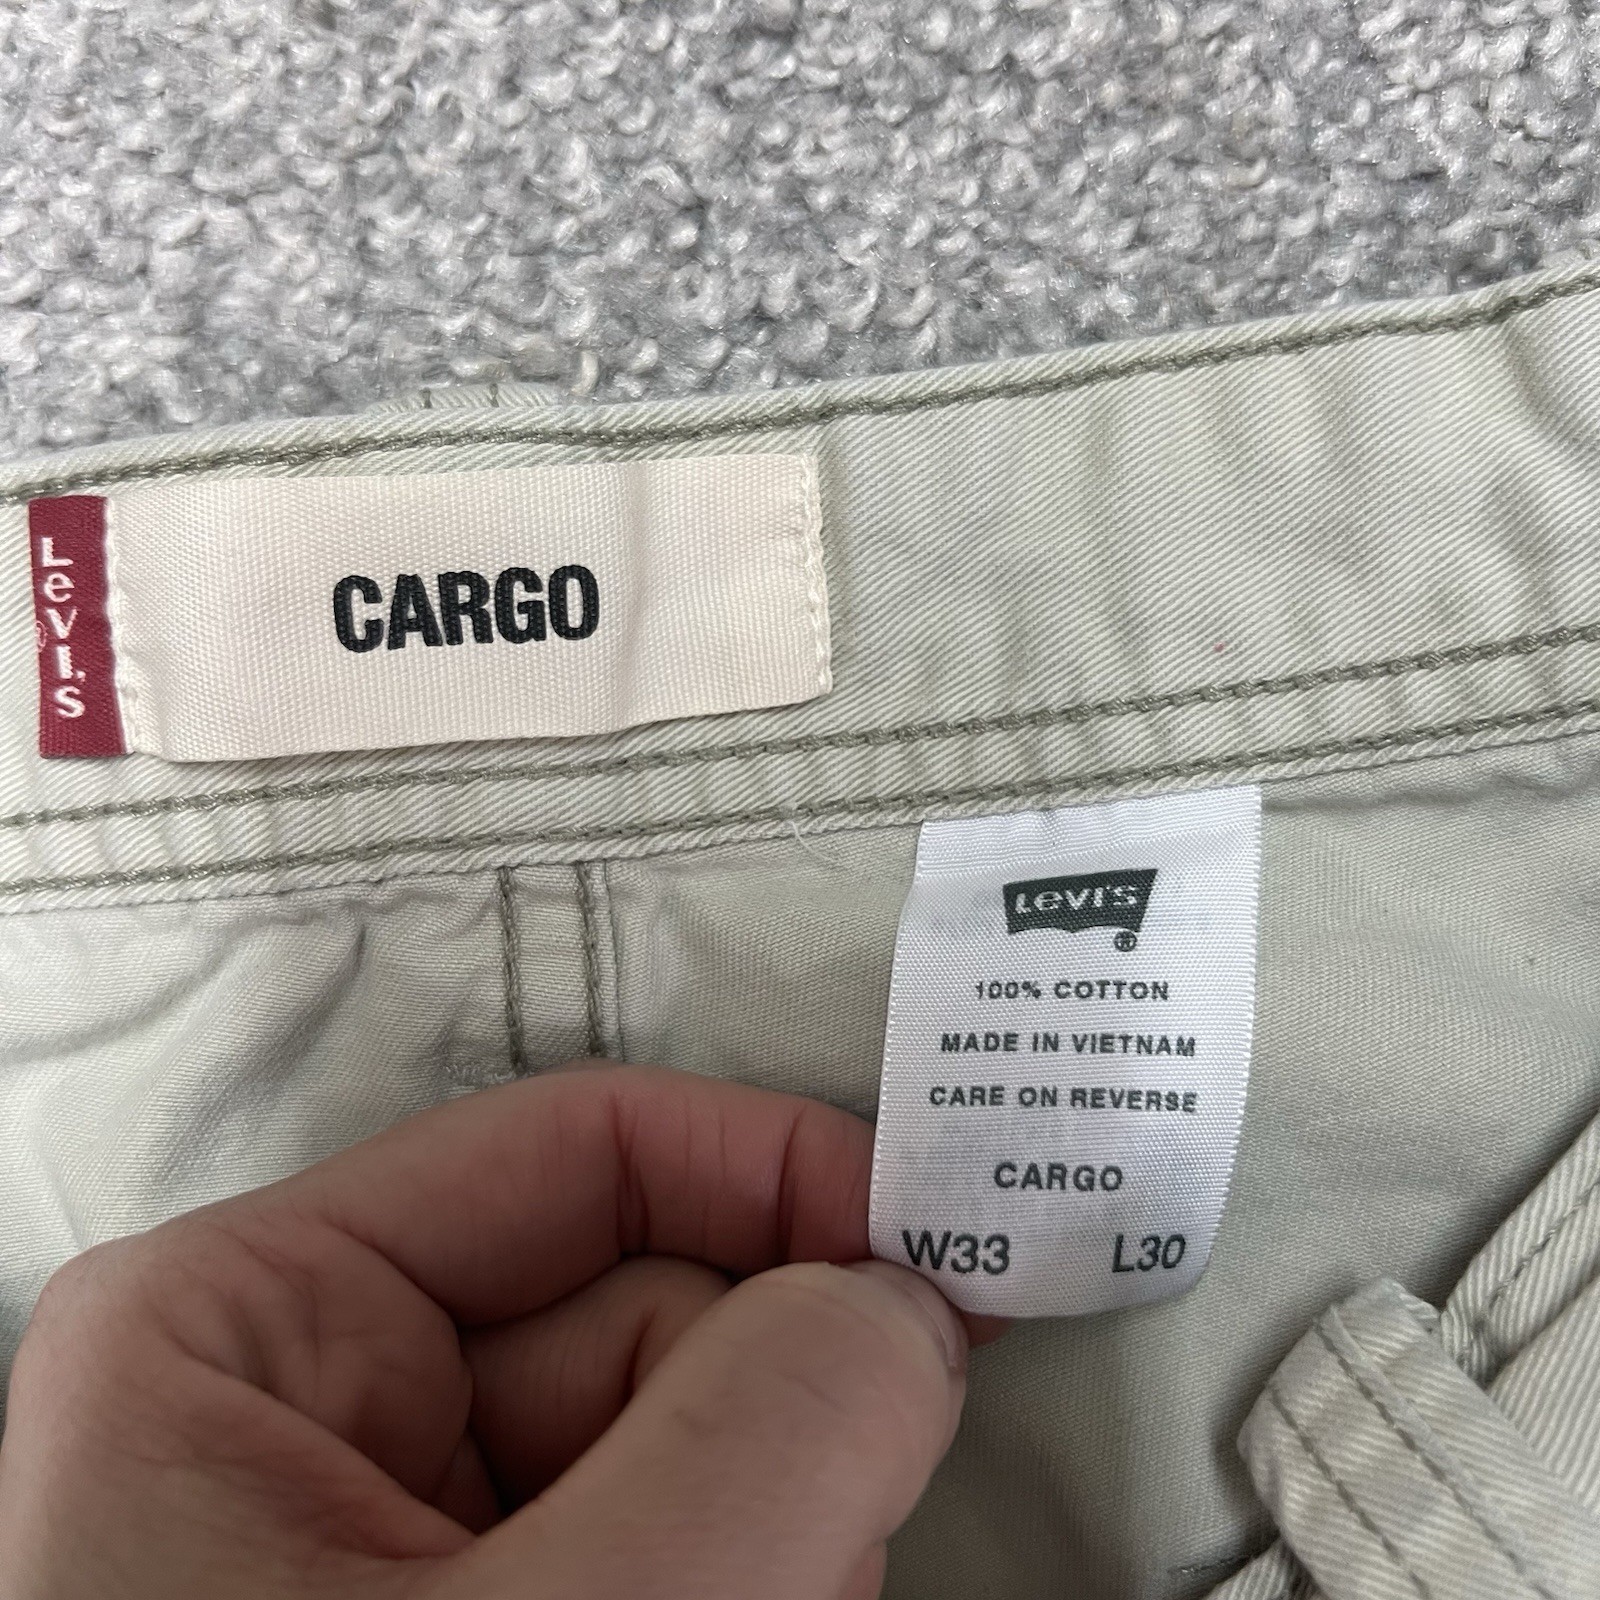 LEVI'S
®
CARGO
LEVI'S
®
100% COTTON
MADE IN VIETNAM
CARE ON REVERSE
CARGO
W33 L30